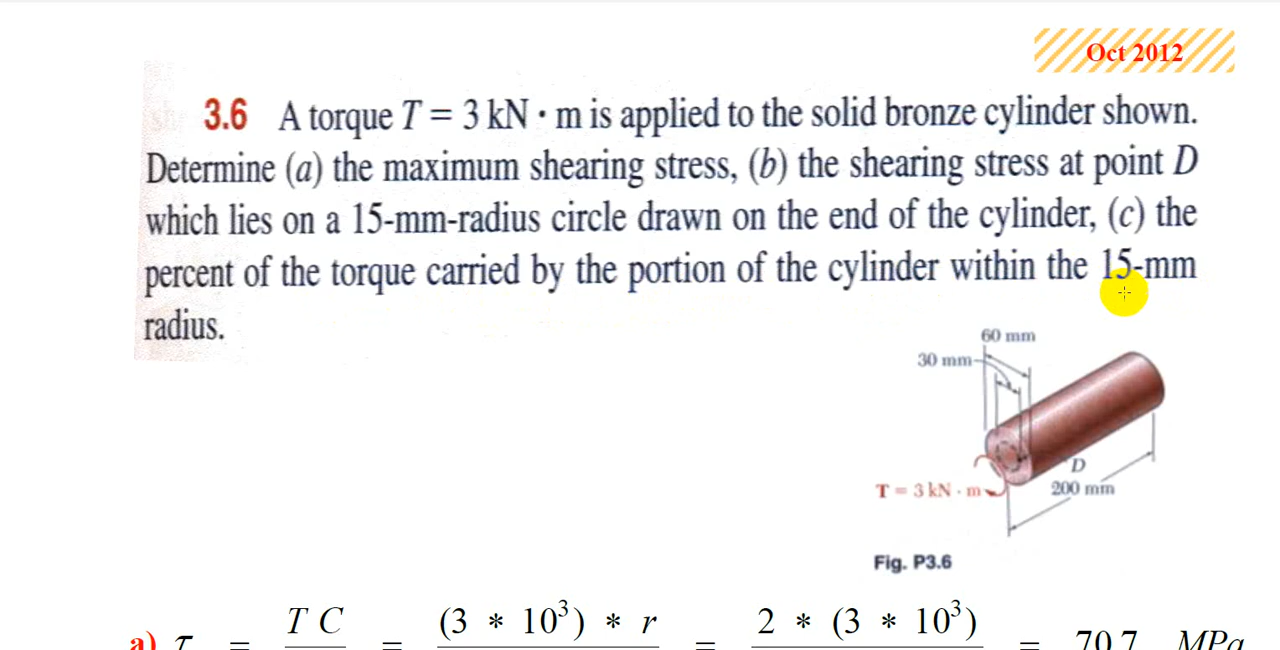 Oct 2012
3.6 A torque T = 3 kN · m is applied to the solid bronze cylinder shown.
Determine (a) the maximum shearing stress, (b) the shearing stress at point D
which lies on a 15-mm-radius circle drawn on the end of the cylinder, (c) the
percent of the torque carried by the portion of the cylinder within the 15-mm
radius.
60 mm
30 mm
D
T = 3 kN · m
200 mm
Fig. P3.6
a) τ = T C = (3 * 10³) * r = 2 * (3 * 10³) = 70.7 MPa